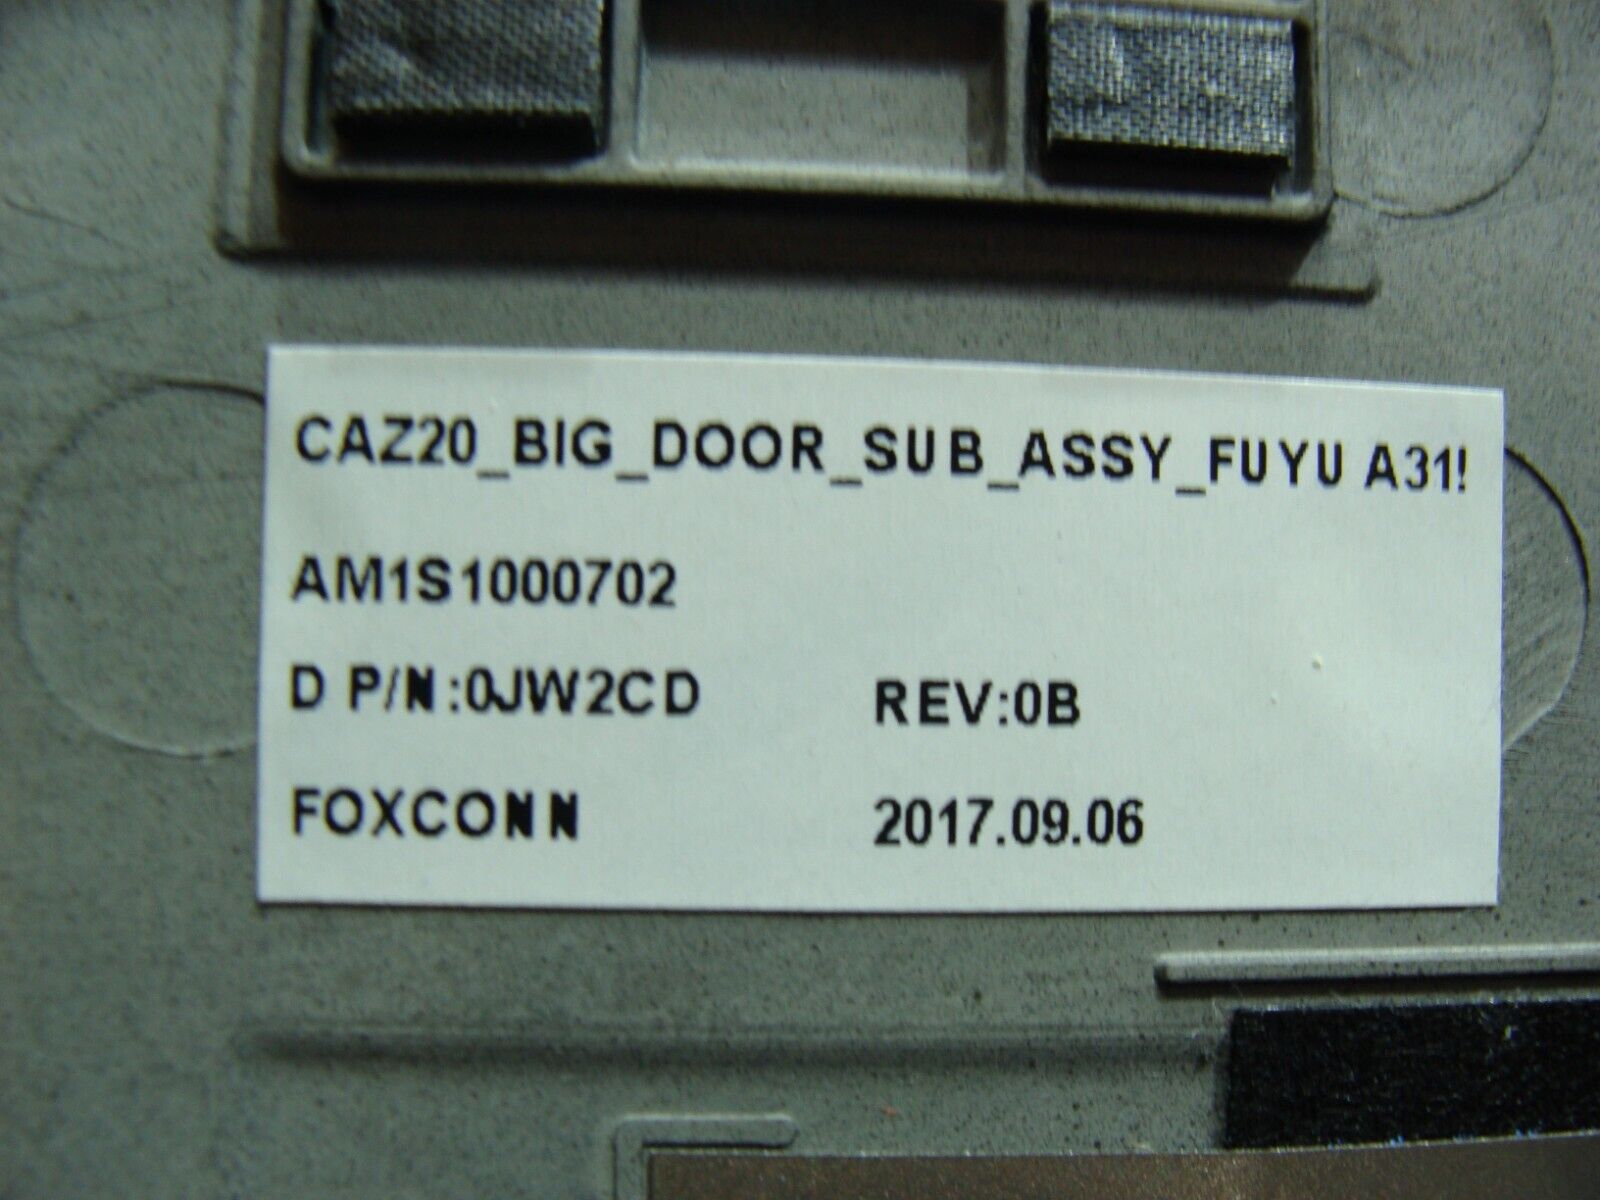 CAZ20_BIG_DOOR_SUB_ASSY_FUYU A31!
AM1S1000702
D P/N:0JW2CD REV:0B
FOXCONN 2017.09.06